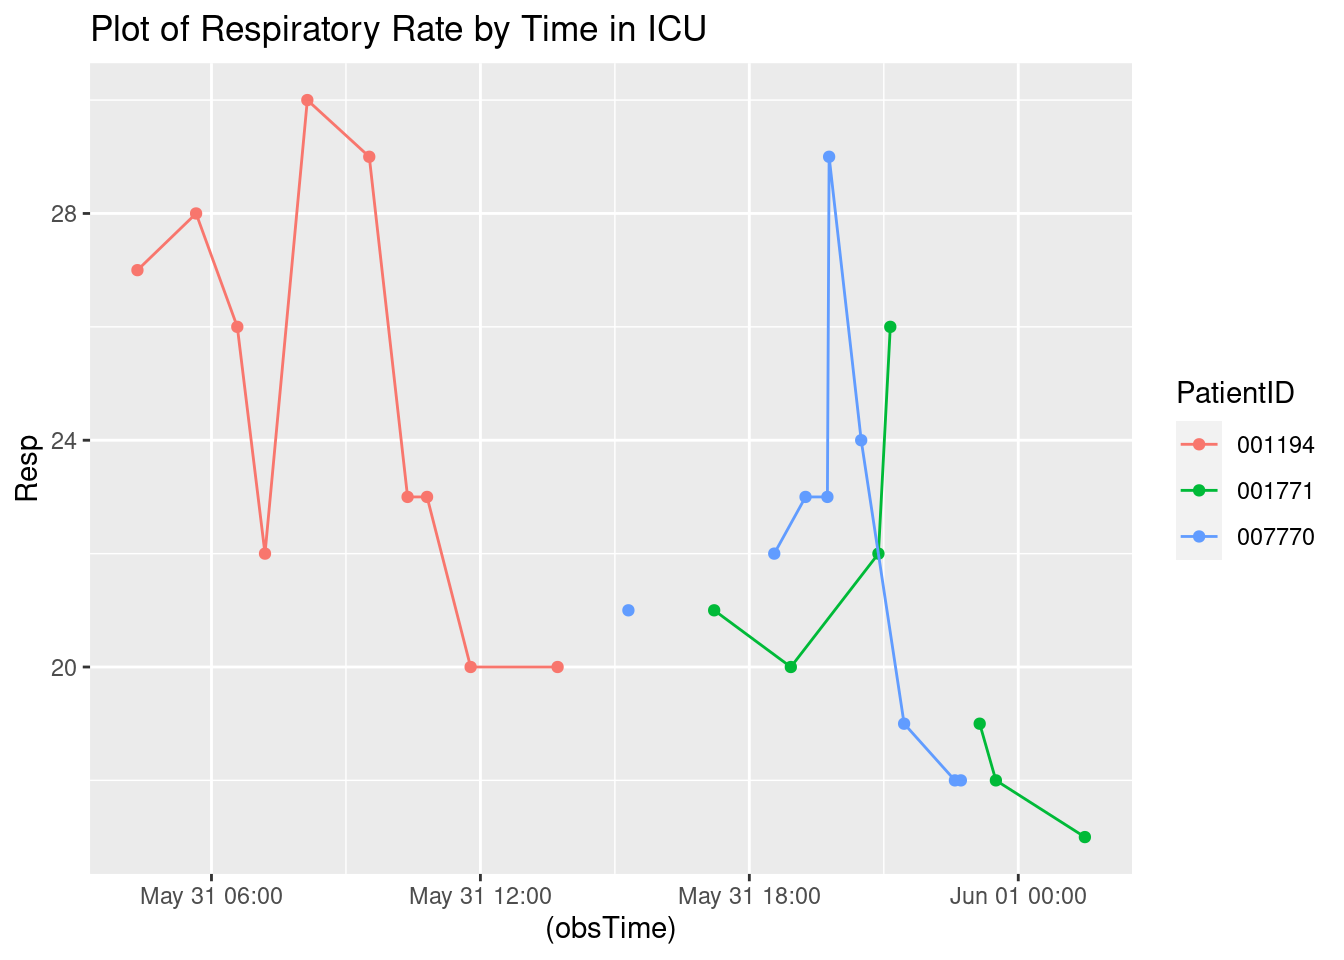 Plot of Respiratory Rate by Time in ICU
Resp
28
24
20
May 31 06:00
May 31 12:00
May 31 18:00
Jun 01 00:00
(obsTime)
PatientID
001194
001771
007770